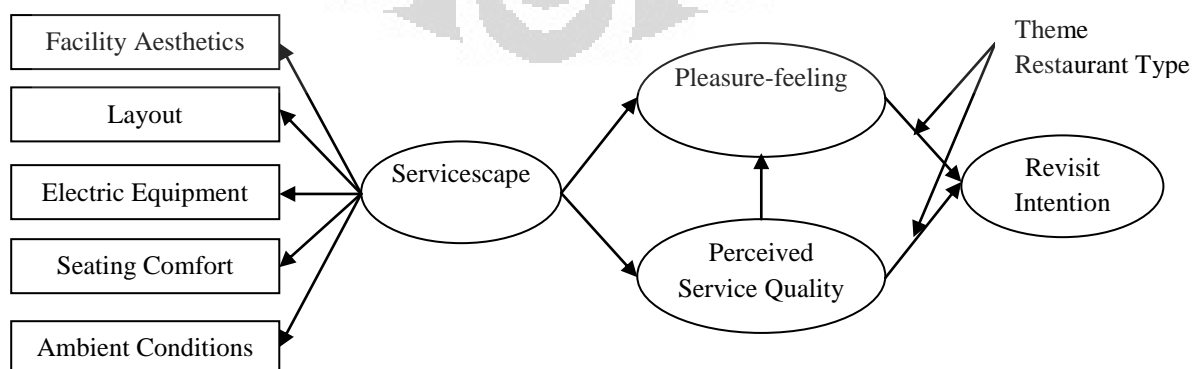 Facility Aesthetics
Layout
Electric Equipment
Seating Comfort
Ambient Conditions
Servicescape
Pleasure-feeling
Perceived
Service Quality
Theme
Restaurant Type
Revisit
Intention